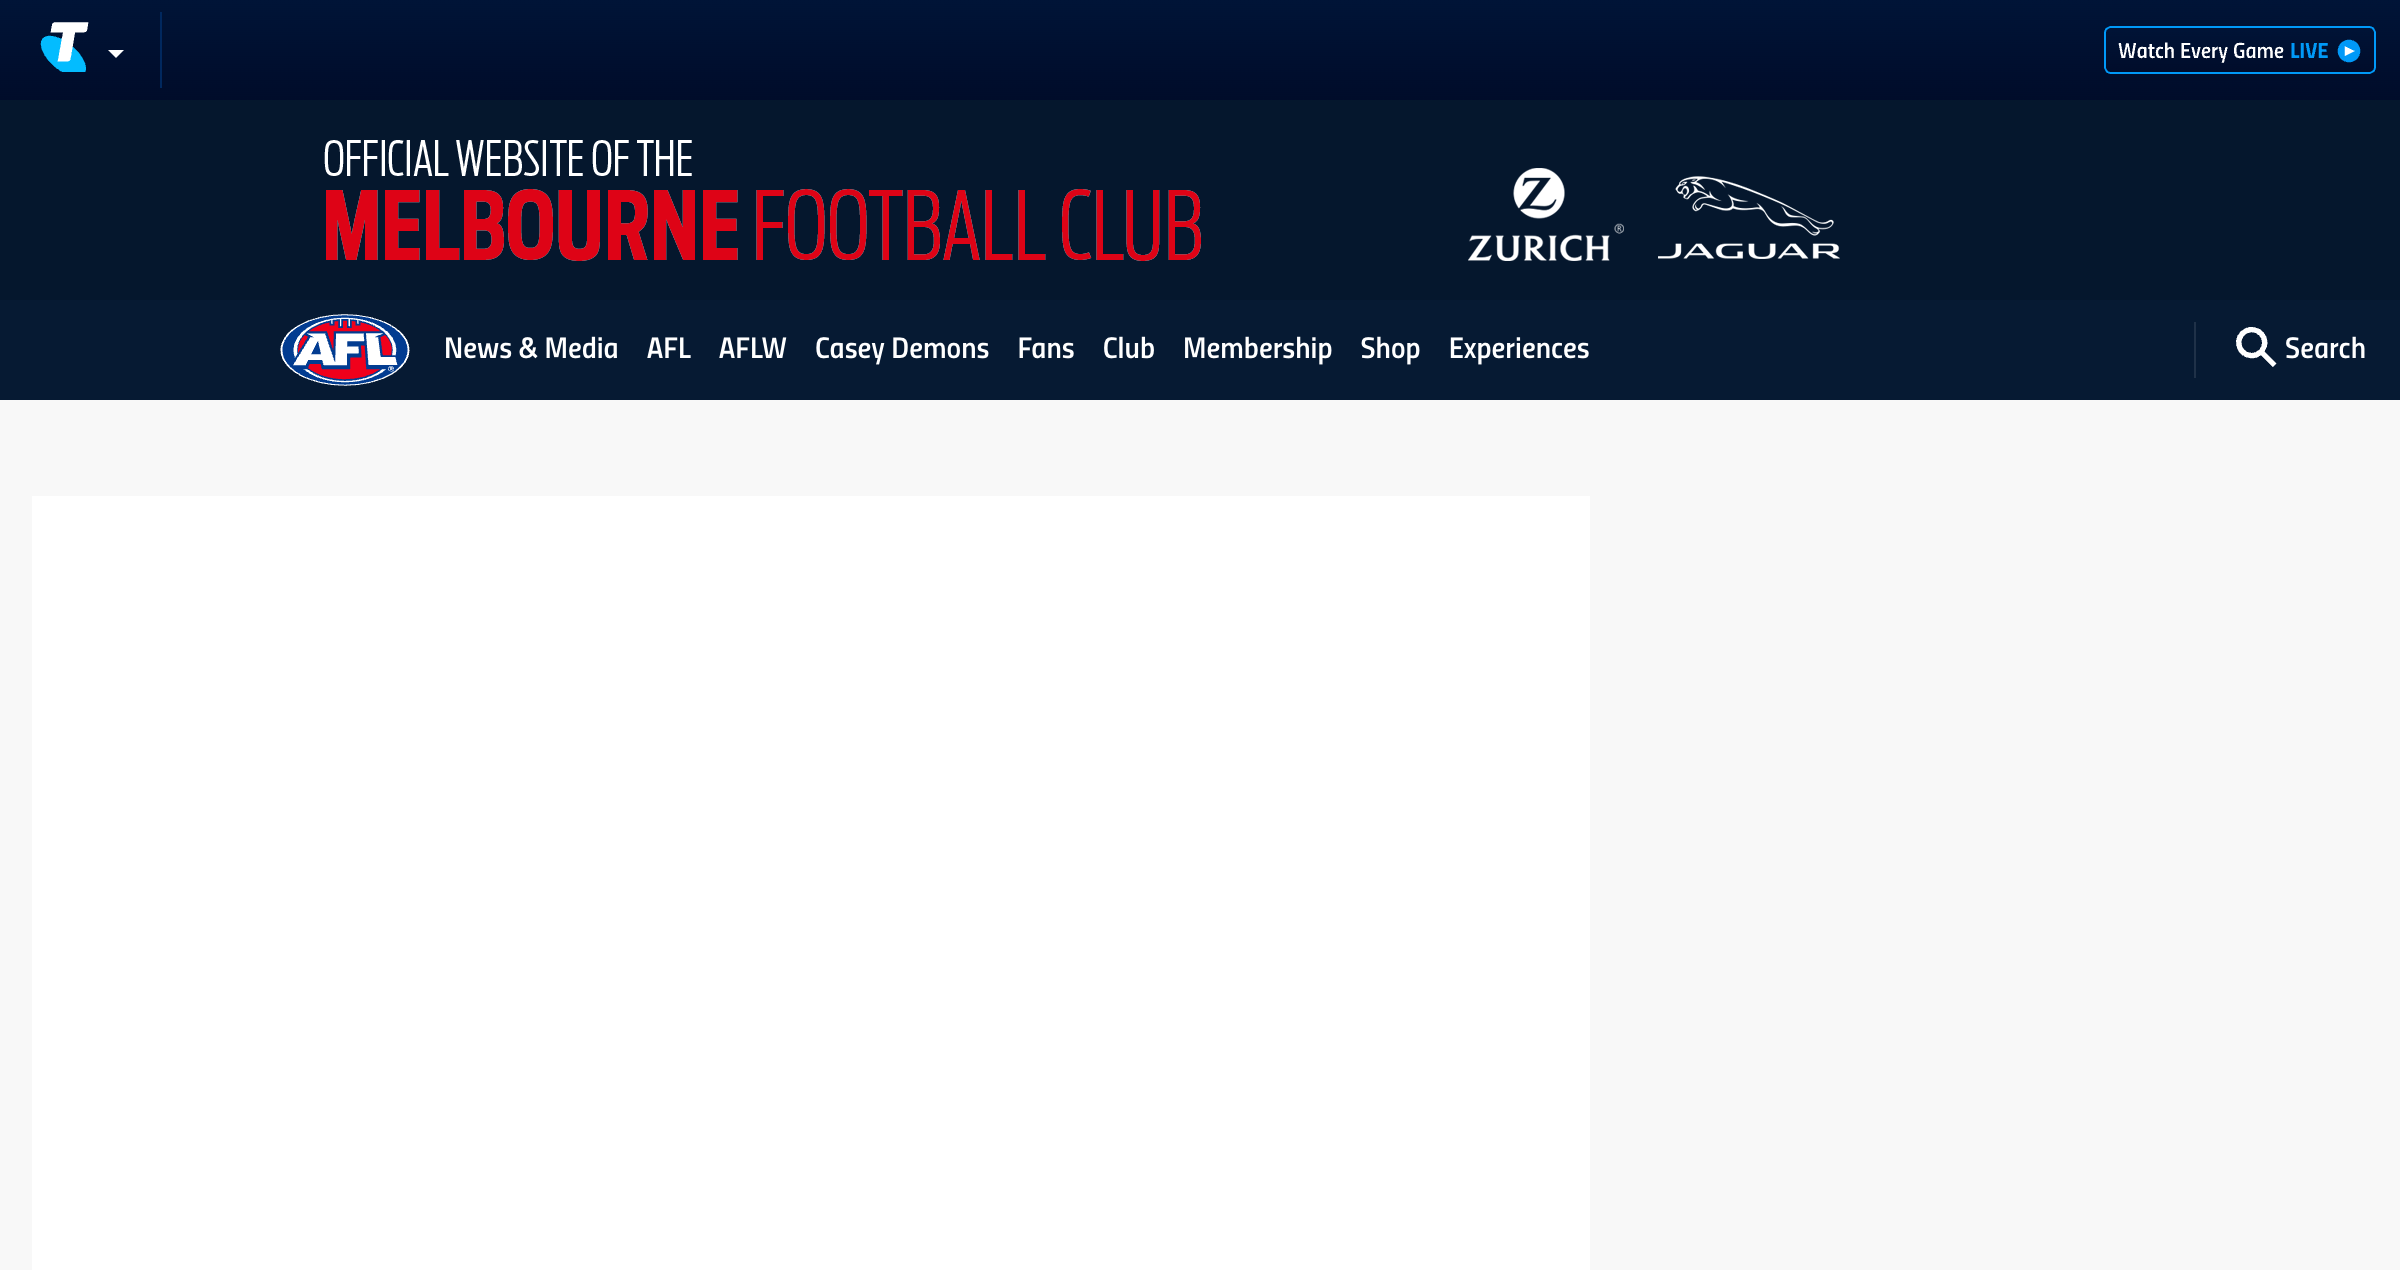 T
Watch Every Game LIVE
OFFICIAL WEBSITE OF THE
MELBOURNE FOOTBALL CLUB
Z
ZURICH®
JAGUAR
AFL®
News & Media AFL AFLW Casey Demons Fans Club Membership Shop Experiences
Search